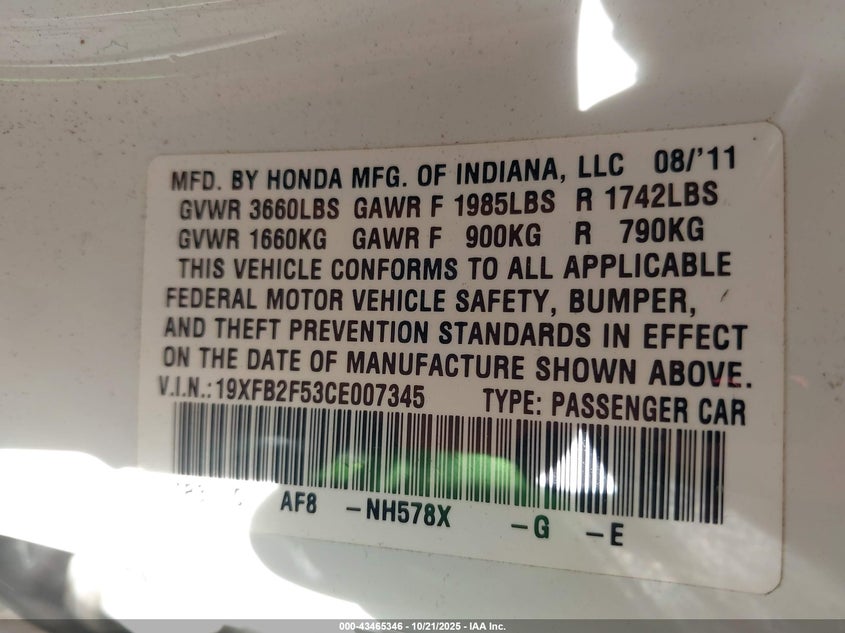 MFD. BY HONDA MFG. OF INDIANA, LLC 08/'11
GVWR 3660LBS GAWR F 1985LBS R 1742LBS
GVWR 1660KG GAWR F 900KG R 790KG
THIS VEHICLE CONFORMS TO ALL APPLICABLE
FEDERAL MOTOR VEHICLE SAFETY, BUMPER,
AND THEFT PREVENTION STANDARDS IN EFFECT
ON THE DATE OF MANUFACTURE SHOWN ABOVE.
V.I.N.:19XFB2F53CE007345 TYPE: PASSENGER CAR
AF8 -NH578X -G -E
000-43465346 - 10/21/2025 - IAA Inc.